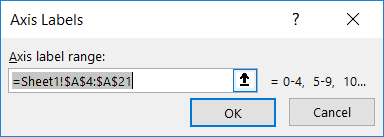 Axis Labels
?
Axis label range:
=Sheet1!$A$4:$A$21 = 0-4, 5-9, 10...
OK Cancel